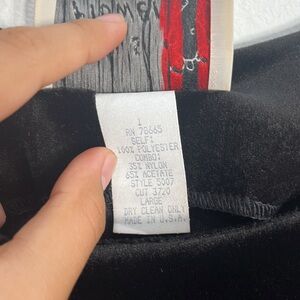 1
RN 78665
SELF:
100% POLYESTER
COMBO:
35% NYLON
65% ACETATE
STYLE 5007
CUT 3720
LARGE
DRY CLEAN ONLY
MADE IN U.S.A.